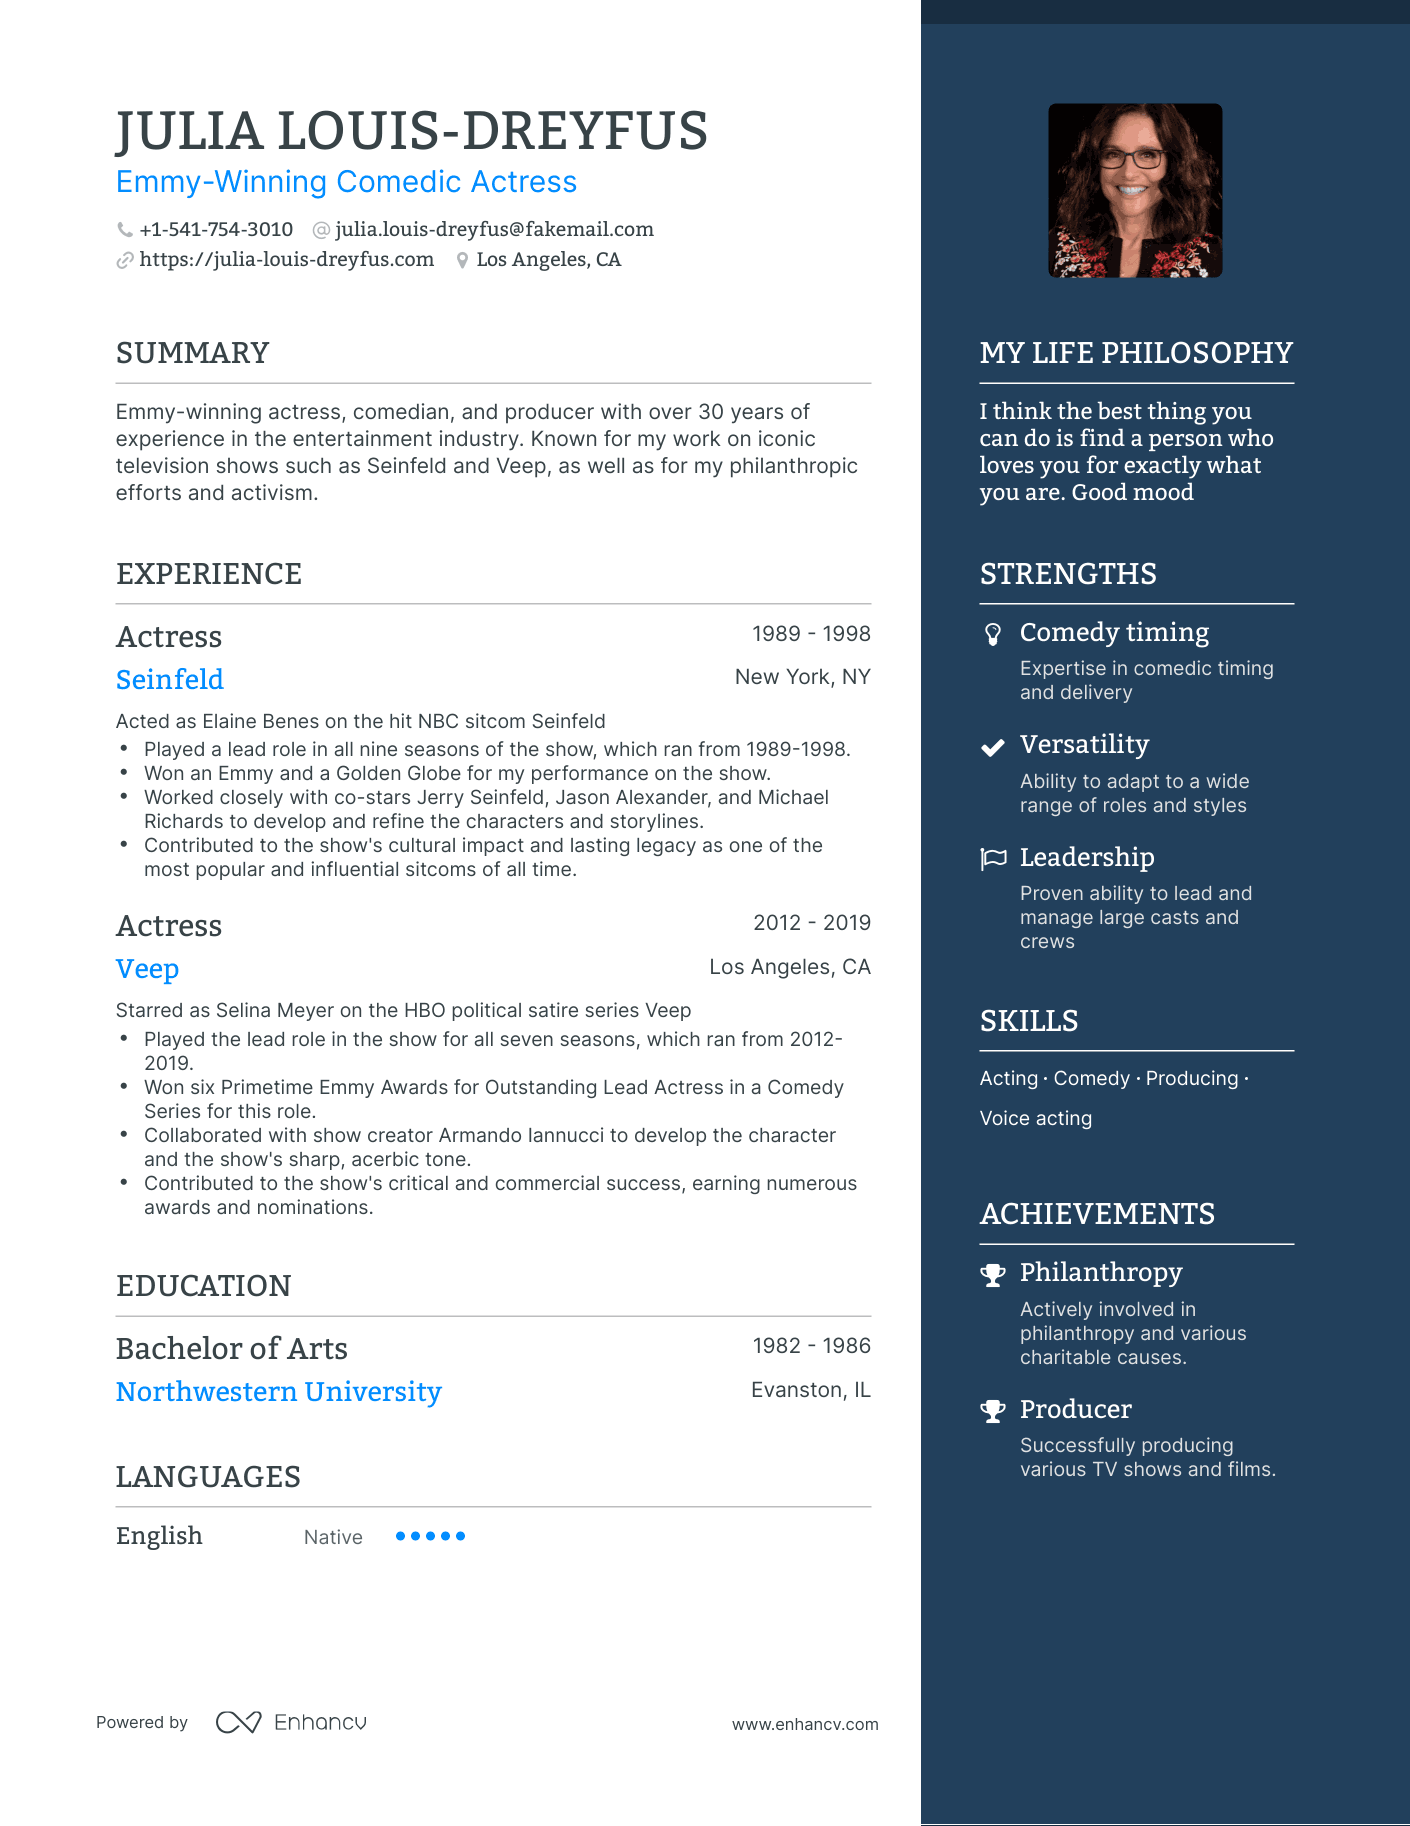 JULIA LOUIS-DREYFUS
Emmy-Winning Comedic Actress
+1-541-754-3010 @ julia.louis-dreyfus@fakemail.com
https://julia-louis-dreyfus.com Los Angeles, CA
SUMMARY
Emmy-winning actress, comedian, and producer with over 30 years of
experience in the entertainment industry. Known for my work on iconic
television shows such as Seinfeld and Veep, as well as for my philanthropic
efforts and activism.
EXPERIENCE
Actress 1989 - 1998
Seinfeld New York, NY
Acted as Elaine Benes on the hit NBC sitcom Seinfeld
• Played a lead role in all nine seasons of the show, which ran from 1989-1998.
• Won an Emmy and a Golden Globe for my performance on the show.
• Worked closely with co-stars Jerry Seinfeld, Jason Alexander, and Michael
Richards to develop and refine the characters and storylines.
• Contributed to the show's cultural impact and lasting legacy as one of the
most popular and influential sitcoms of all time.
Actress 2012 - 2019
Veep Los Angeles, CA
Starred as Selina Meyer on the HBO political satire series Veep
• Played the lead role in the show for all seven seasons, which ran from 2012-
2019.
• Won six Primetime Emmy Awards for Outstanding Lead Actress in a Comedy
Series for this role.
• Collaborated with show creator Armando Iannucci to develop the character
and the show's sharp, acerbic tone.
• Contributed to the show's critical and commercial success, earning numerous
awards and nominations.
EDUCATION
Bachelor of Arts 1982 - 1986
Northwestern University Evanston, IL
LANGUAGES
English Native
Powered by Enhancv www.enhancv.com
MY LIFE PHILOSOPHY
I think the best thing you
can do is find a person who
loves you for exactly what
you are. Good mood
STRENGTHS
Comedy timing
Expertise in comedic timing
and delivery
Versatility
Ability to adapt to a wide
range of roles and styles
Leadership
Proven ability to lead and
manage large casts and
crews
SKILLS
Acting · Comedy · Producing ·
Voice acting
ACHIEVEMENTS
Philanthropy
Actively involved in
philanthropy and various
charitable causes.
Producer
Successfully producing
various TV shows and films.